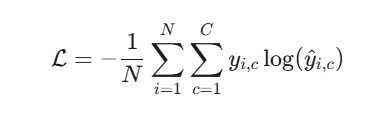 $$\mathcal{L} = -\frac{1}{N} \sum_{i=1}^{N} \sum_{c=1}^{C} y_{i,c} \log(\hat{y}_{i,c})$$